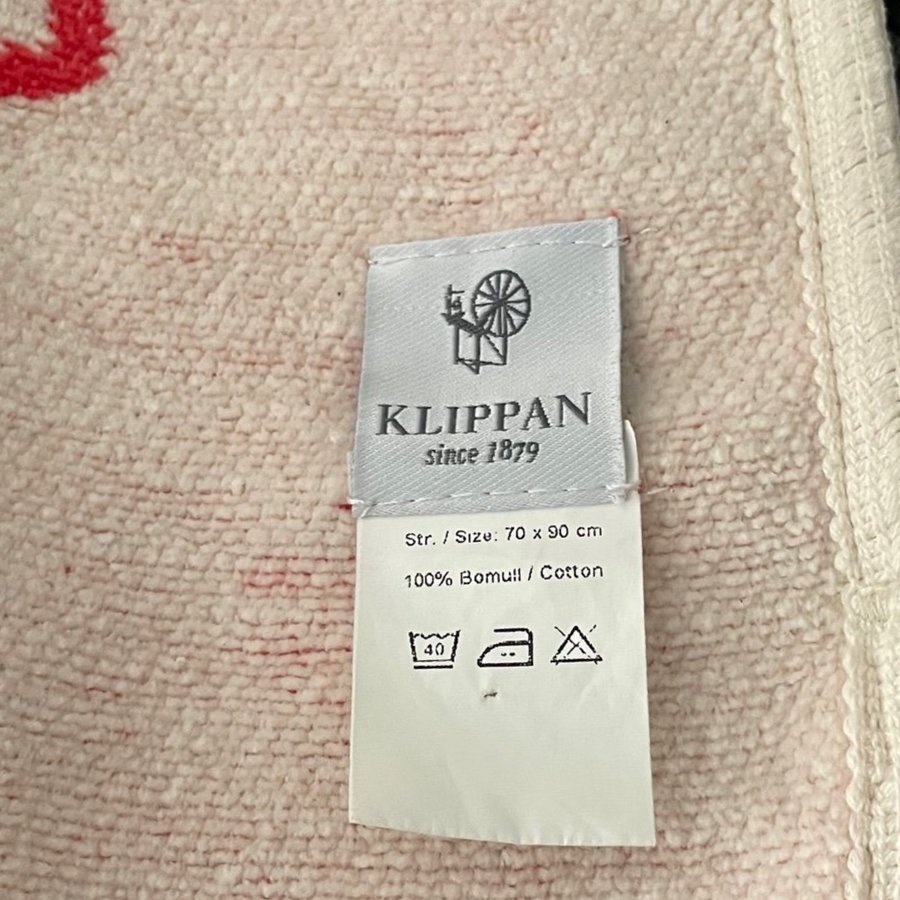 KLIPPAN
since 1879
Str. / Size: 70 x 90 cm
100% Bomull / Cotton
40